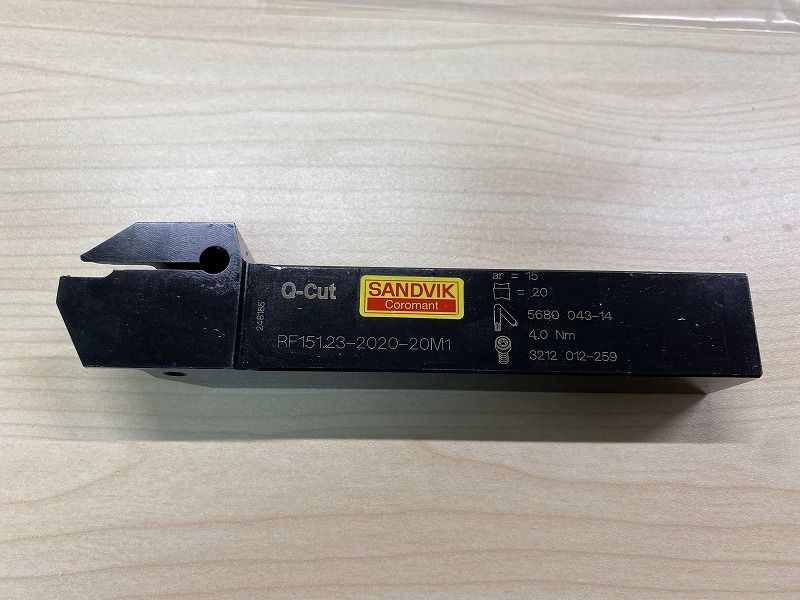 Q-Cut
SANDVIK
Coromant
248185
RF151.23-2020-20M1
ar = 15
= 20
5680 043-14
4.0 Nm
3212 012-259